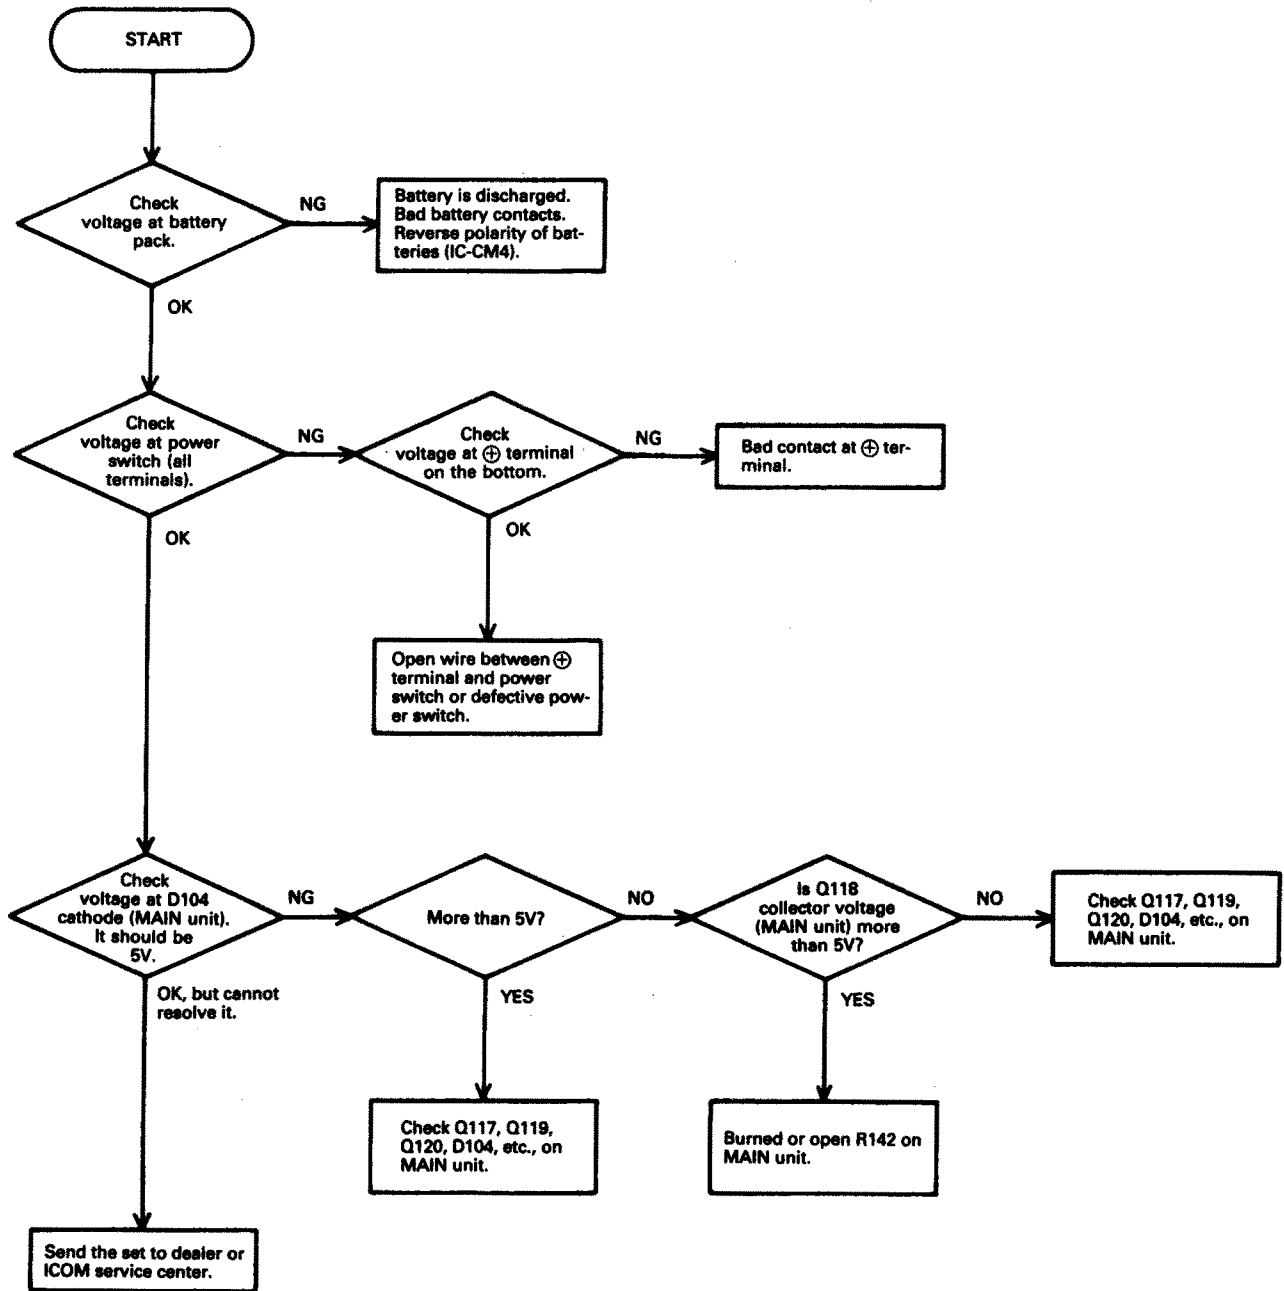 START
Check
voltage at battery
pack.
NG
Battery is discharged.
Bad battery contacts.
Reverse polarity of bat-
teries (IC-CM4).
OK
Check
voltage at power
switch (all
terminals).
NG
Check
voltage at ⊕ terminal
on the bottom.
NG
Bad contact at ⊕ ter-
minal.
OK
OK
Open wire between ⊕
terminal and power
switch or defective pow-
er switch.
Check
voltage at D104
cathode (MAIN unit).
It should be
5V.
NG
More than 5V?
NO
Is Q118
collector voltage
(MAIN unit) more
than 5V?
NO
Check Q117, Q119,
Q120, D104, etc., on
MAIN unit.
OK, but cannot
resolve it.
YES
YES
Check Q117, Q119,
Q120, D104, etc., on
MAIN unit.
Burned or open R142 on
MAIN unit.
Send the set to dealer or
ICOM service center.